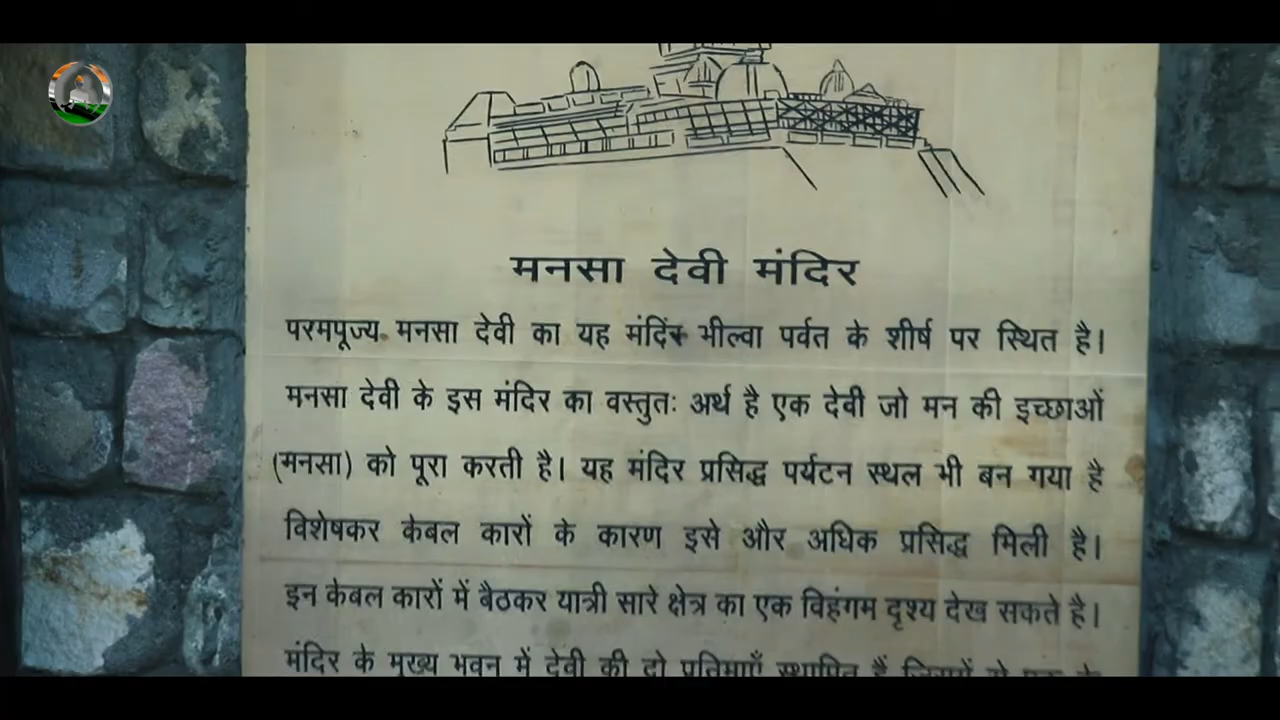 मनसा देवी मंदिर
परमपूज्य मनसा देवी का यह मंदिर भील्वा पर्वत के शीर्ष पर स्थित है।
मनसा देवी के इस मंदिर का वस्तुतः अर्थ है एक देवी जो मन की इच्छाओं
(मनसा) को पूरा करती है। यह मंदिर प्रसिद्ध पर्यटन स्थल भी बन गया है
विशेषकर केबल कारों के कारण इसे और अधिक प्रसिद्ध मिली है।
इन केबल कारों में बैठकर यात्री सारे क्षेत्र का एक विहंगम दृश्य देख सकते है।
मंदिर के मुख्य भवन में देवी की दो प्रतिमाएँ स्थापित हैं